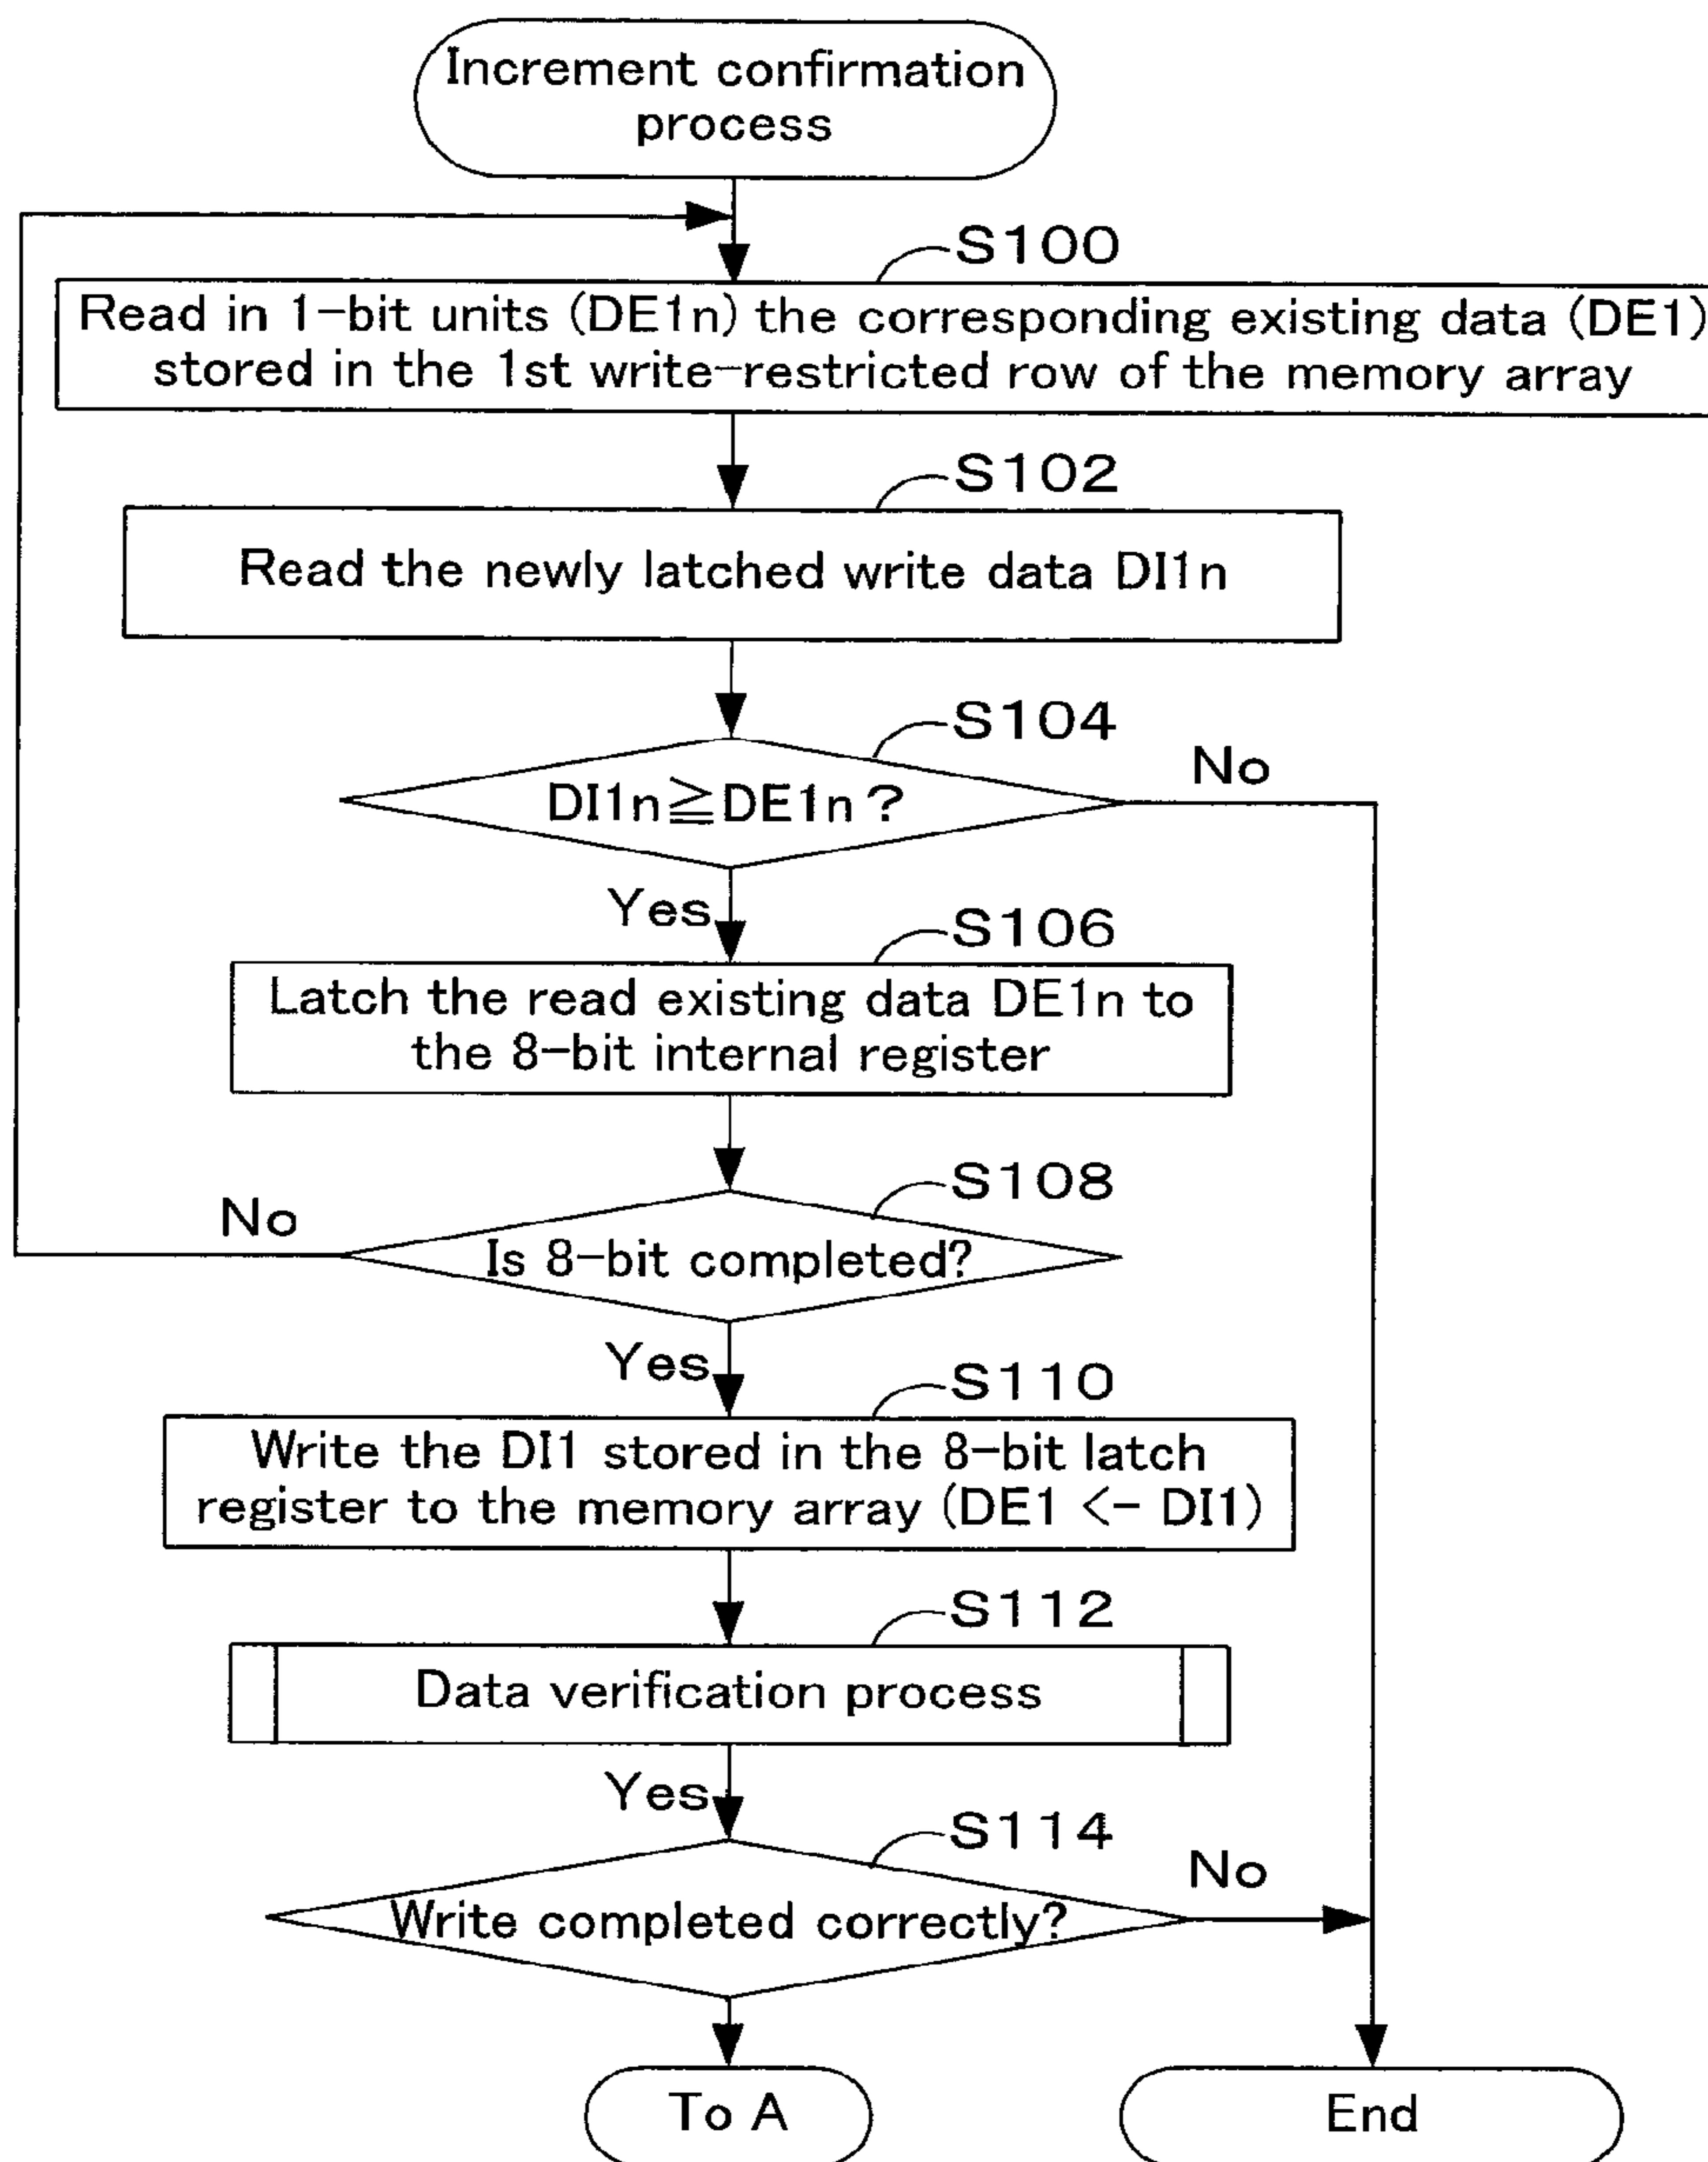 Increment confirmation
process
S100
Read in 1-bit units (DE1n) the corresponding existing data (DE1)
stored in the 1st write-restricted row of the memory array
S102
Read the newly latched write data DI1n
S104
DI1n≧DE1n?
No
Yes
S106
Latch the read existing data DE1n to
the 8-bit internal register
S108
No
Is 8-bit completed?
Yes
S110
Write the DI1 stored in the 8-bit latch
register to the memory array (DE1 <- DI1)
S112
Data verification process
Yes
S114
No
Write completed correctly?
To A
End